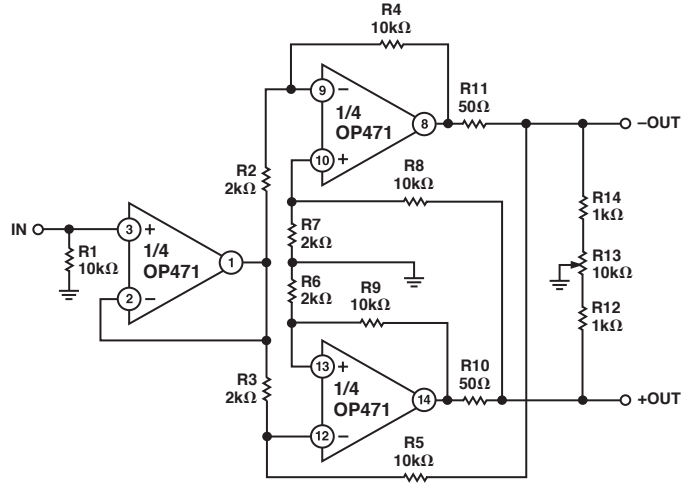 R4
10kΩ
9
–
1/4
OP471
8
10
+
R11
50Ω
–OUT
R2
2kΩ
R8
10kΩ
R7
2kΩ
R14
1kΩ
IN
3
+
R1
10kΩ
1/4
OP471
1
2
–
R13
10kΩ
R6
2kΩ
R9
10kΩ
R12
1kΩ
R3
2kΩ
13
+
1/4
OP471
14
12
–
R10
50Ω
+OUT
R5
10kΩ